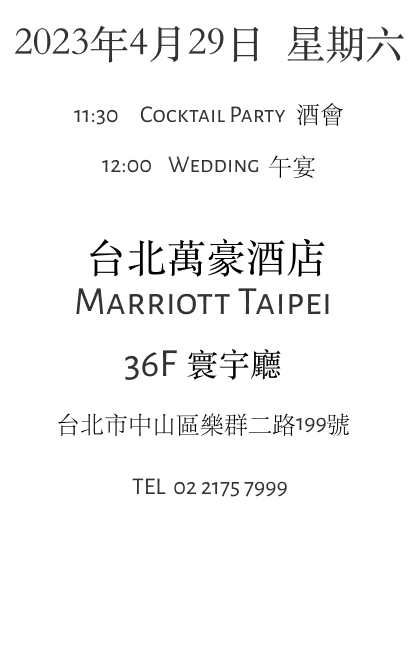 2023年4月29日 星期六
11:30 Cocktail Party 酒會
12:00 Wedding 午宴
台北萬豪酒店
Marriott Taipei
36F 寰宇廳
台北市中山區樂群二路199號
TEL 02 2175 7999